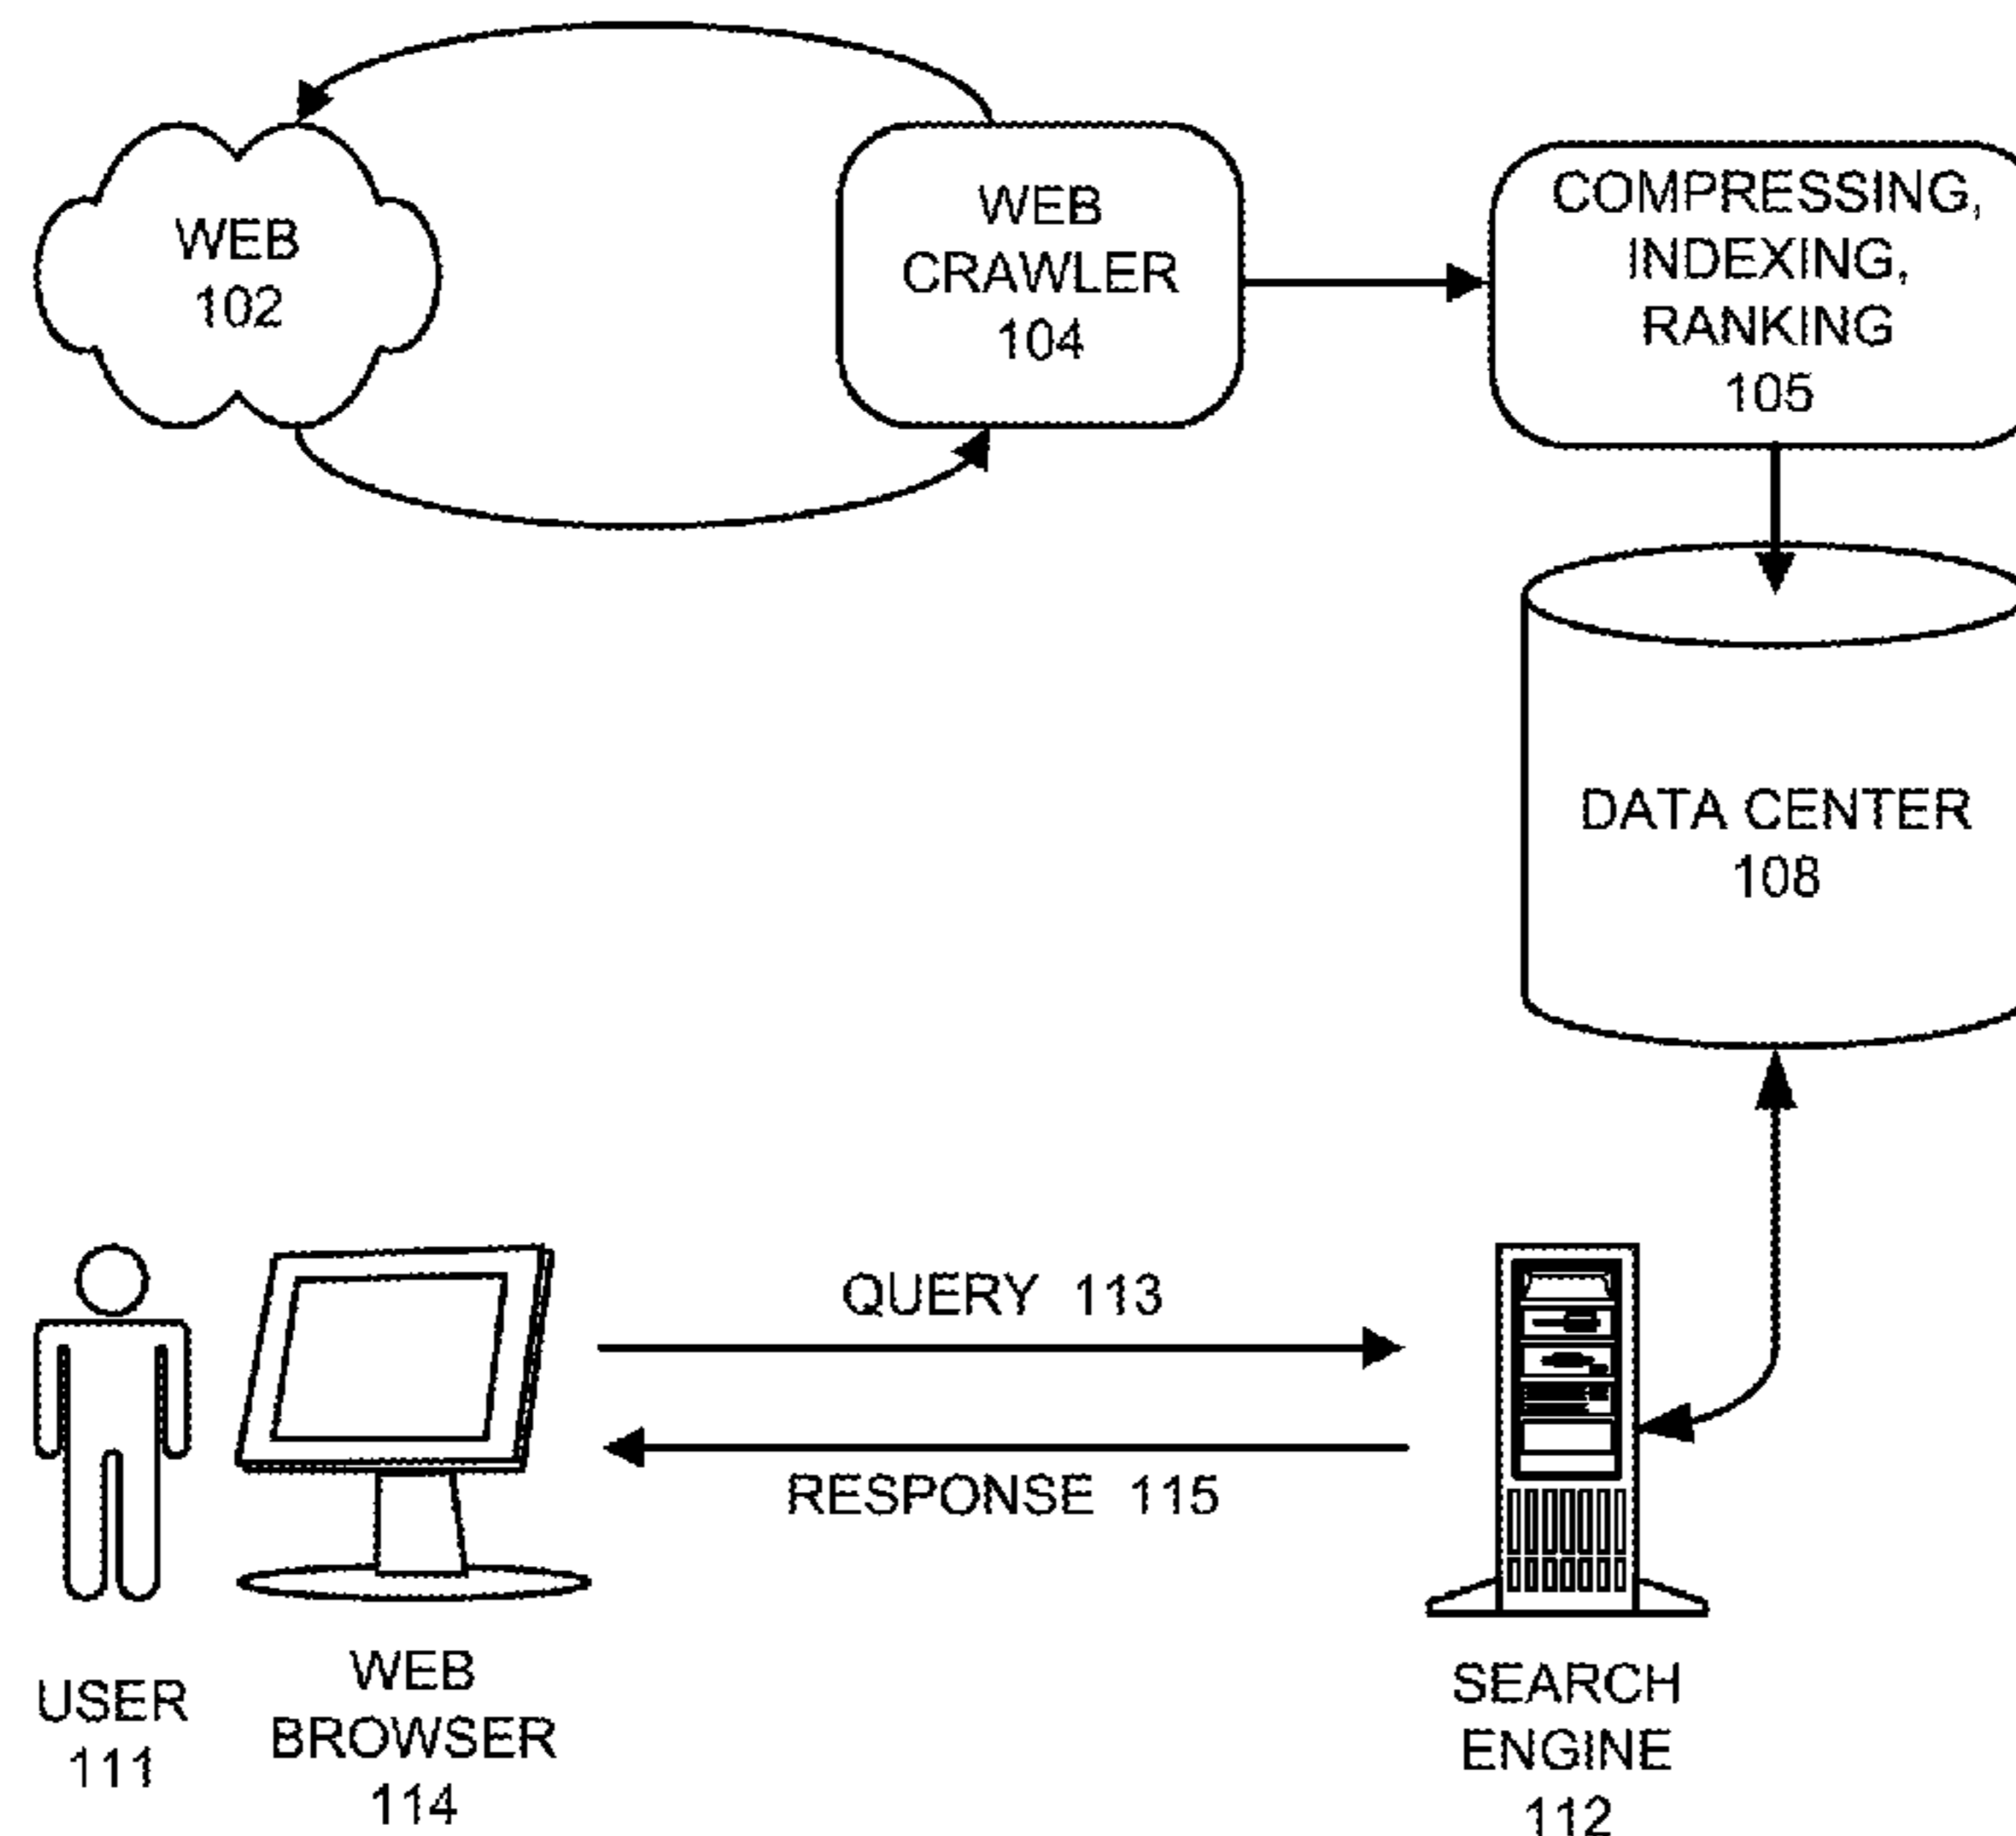 WEB
102
WEB
CRAWLER
104
COMPRESSING,
INDEXING,
RANKING
105
DATA CENTER
108
QUERY 113
RESPONSE 115
USER
111
WEB
BROWSER
114
SEARCH
ENGINE
112